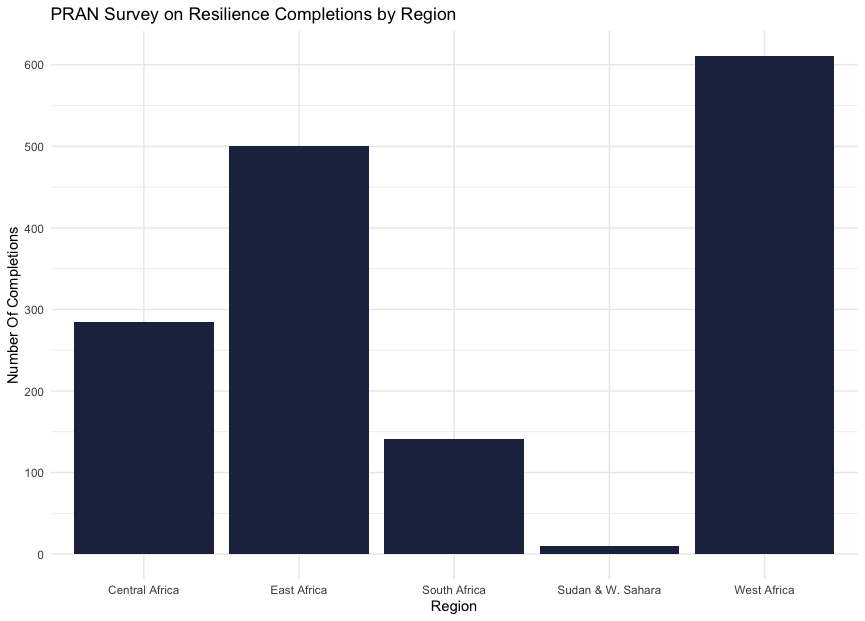 PRAN Survey on Resilience Completions by Region
Number Of Completions
600
500
400
300
200
100
0
Central Africa
East Africa
South Africa
Sudan & W. Sahara
West Africa
Region